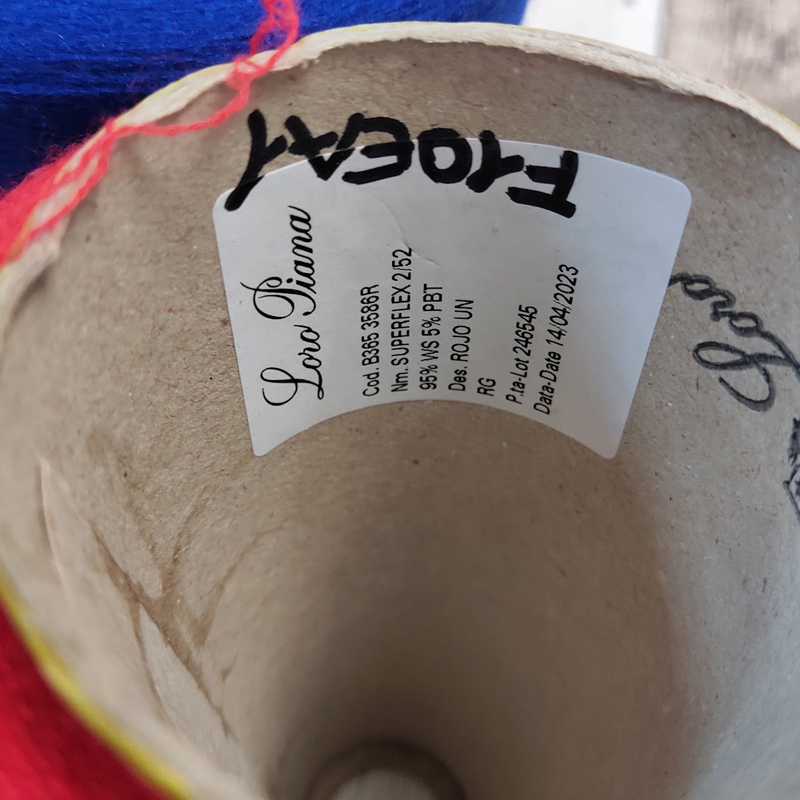 F10EA1
Loro Piana
Cod. B365 3586R
Nm. SUPERFLEX 2/52
95% WS 5% PBT
Des. ROJO UN
RG
P.ta-Lot 246545
Data-Date 14/04/2023
Loro